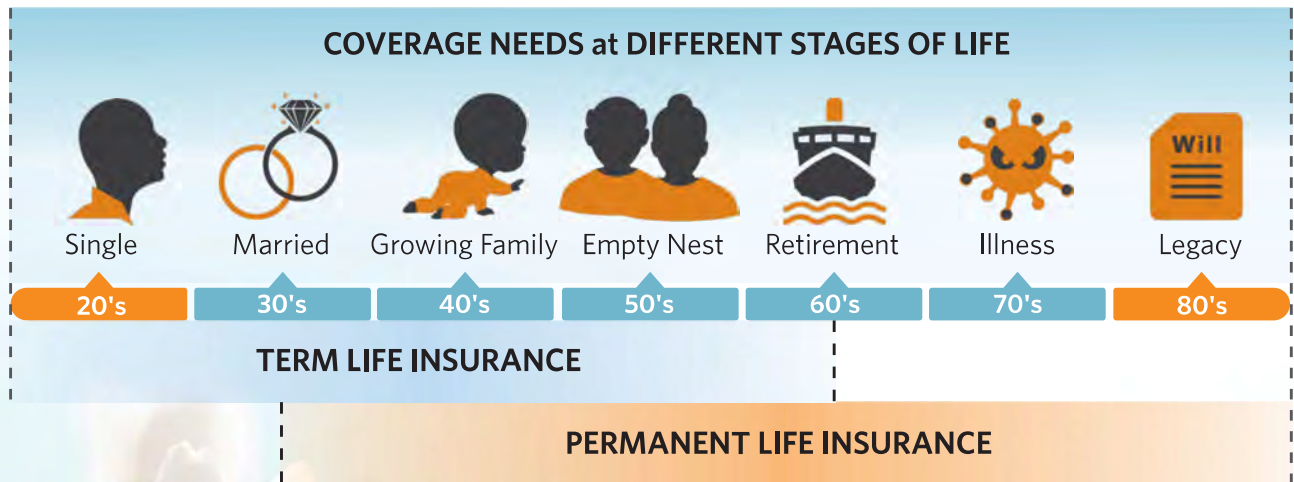 COVERAGE NEEDS at DIFFERENT STAGES OF LIFE
Will
Single Married Growing Family Empty Nest Retirement Illness Legacy
20's 30's 40's 50's 60's 70's 80's
TERM LIFE INSURANCE
PERMANENT LIFE INSURANCE